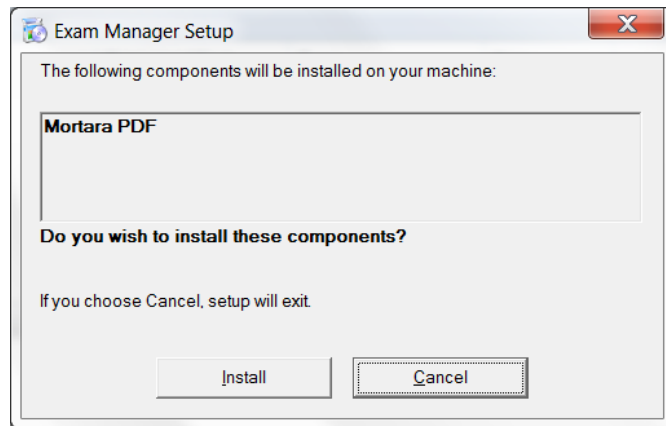 Exam Manager Setup
The following components will be installed on your machine:
Mortara PDF
Do you wish to install these components?
If you choose Cancel, setup will exit.
Install
Cancel